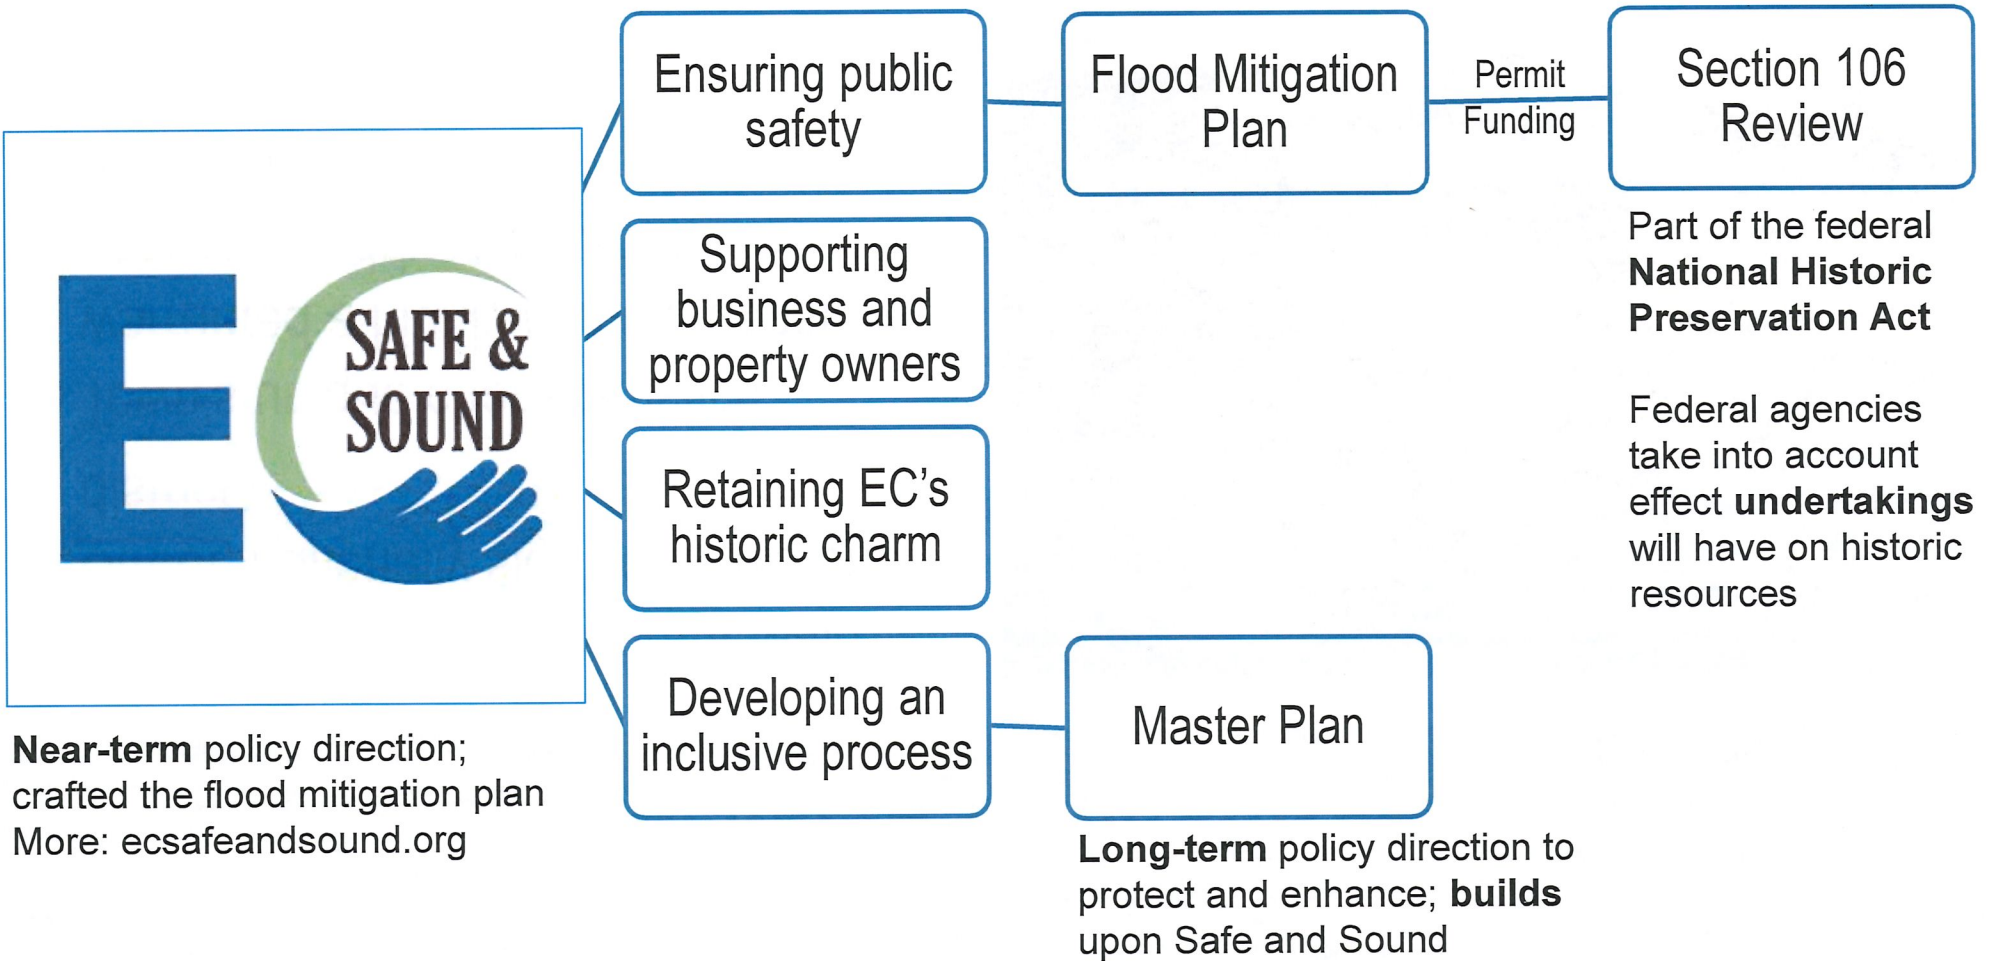 Ensuring public
safety
Flood Mitigation
Plan
Permit
Funding
Section 106
Review
Part of the federal
National Historic
Preservation Act
Federal agencies
take into account
effect undertakings
will have on historic
resources
EC
SAFE &
SOUND
Supporting
business and
property owners
Retaining EC's
historic charm
Developing an
inclusive process
Master Plan
Near-term policy direction;
crafted the flood mitigation plan
More: ecsafeandsound.org
Long-term policy direction to
protect and enhance; builds
upon Safe and Sound